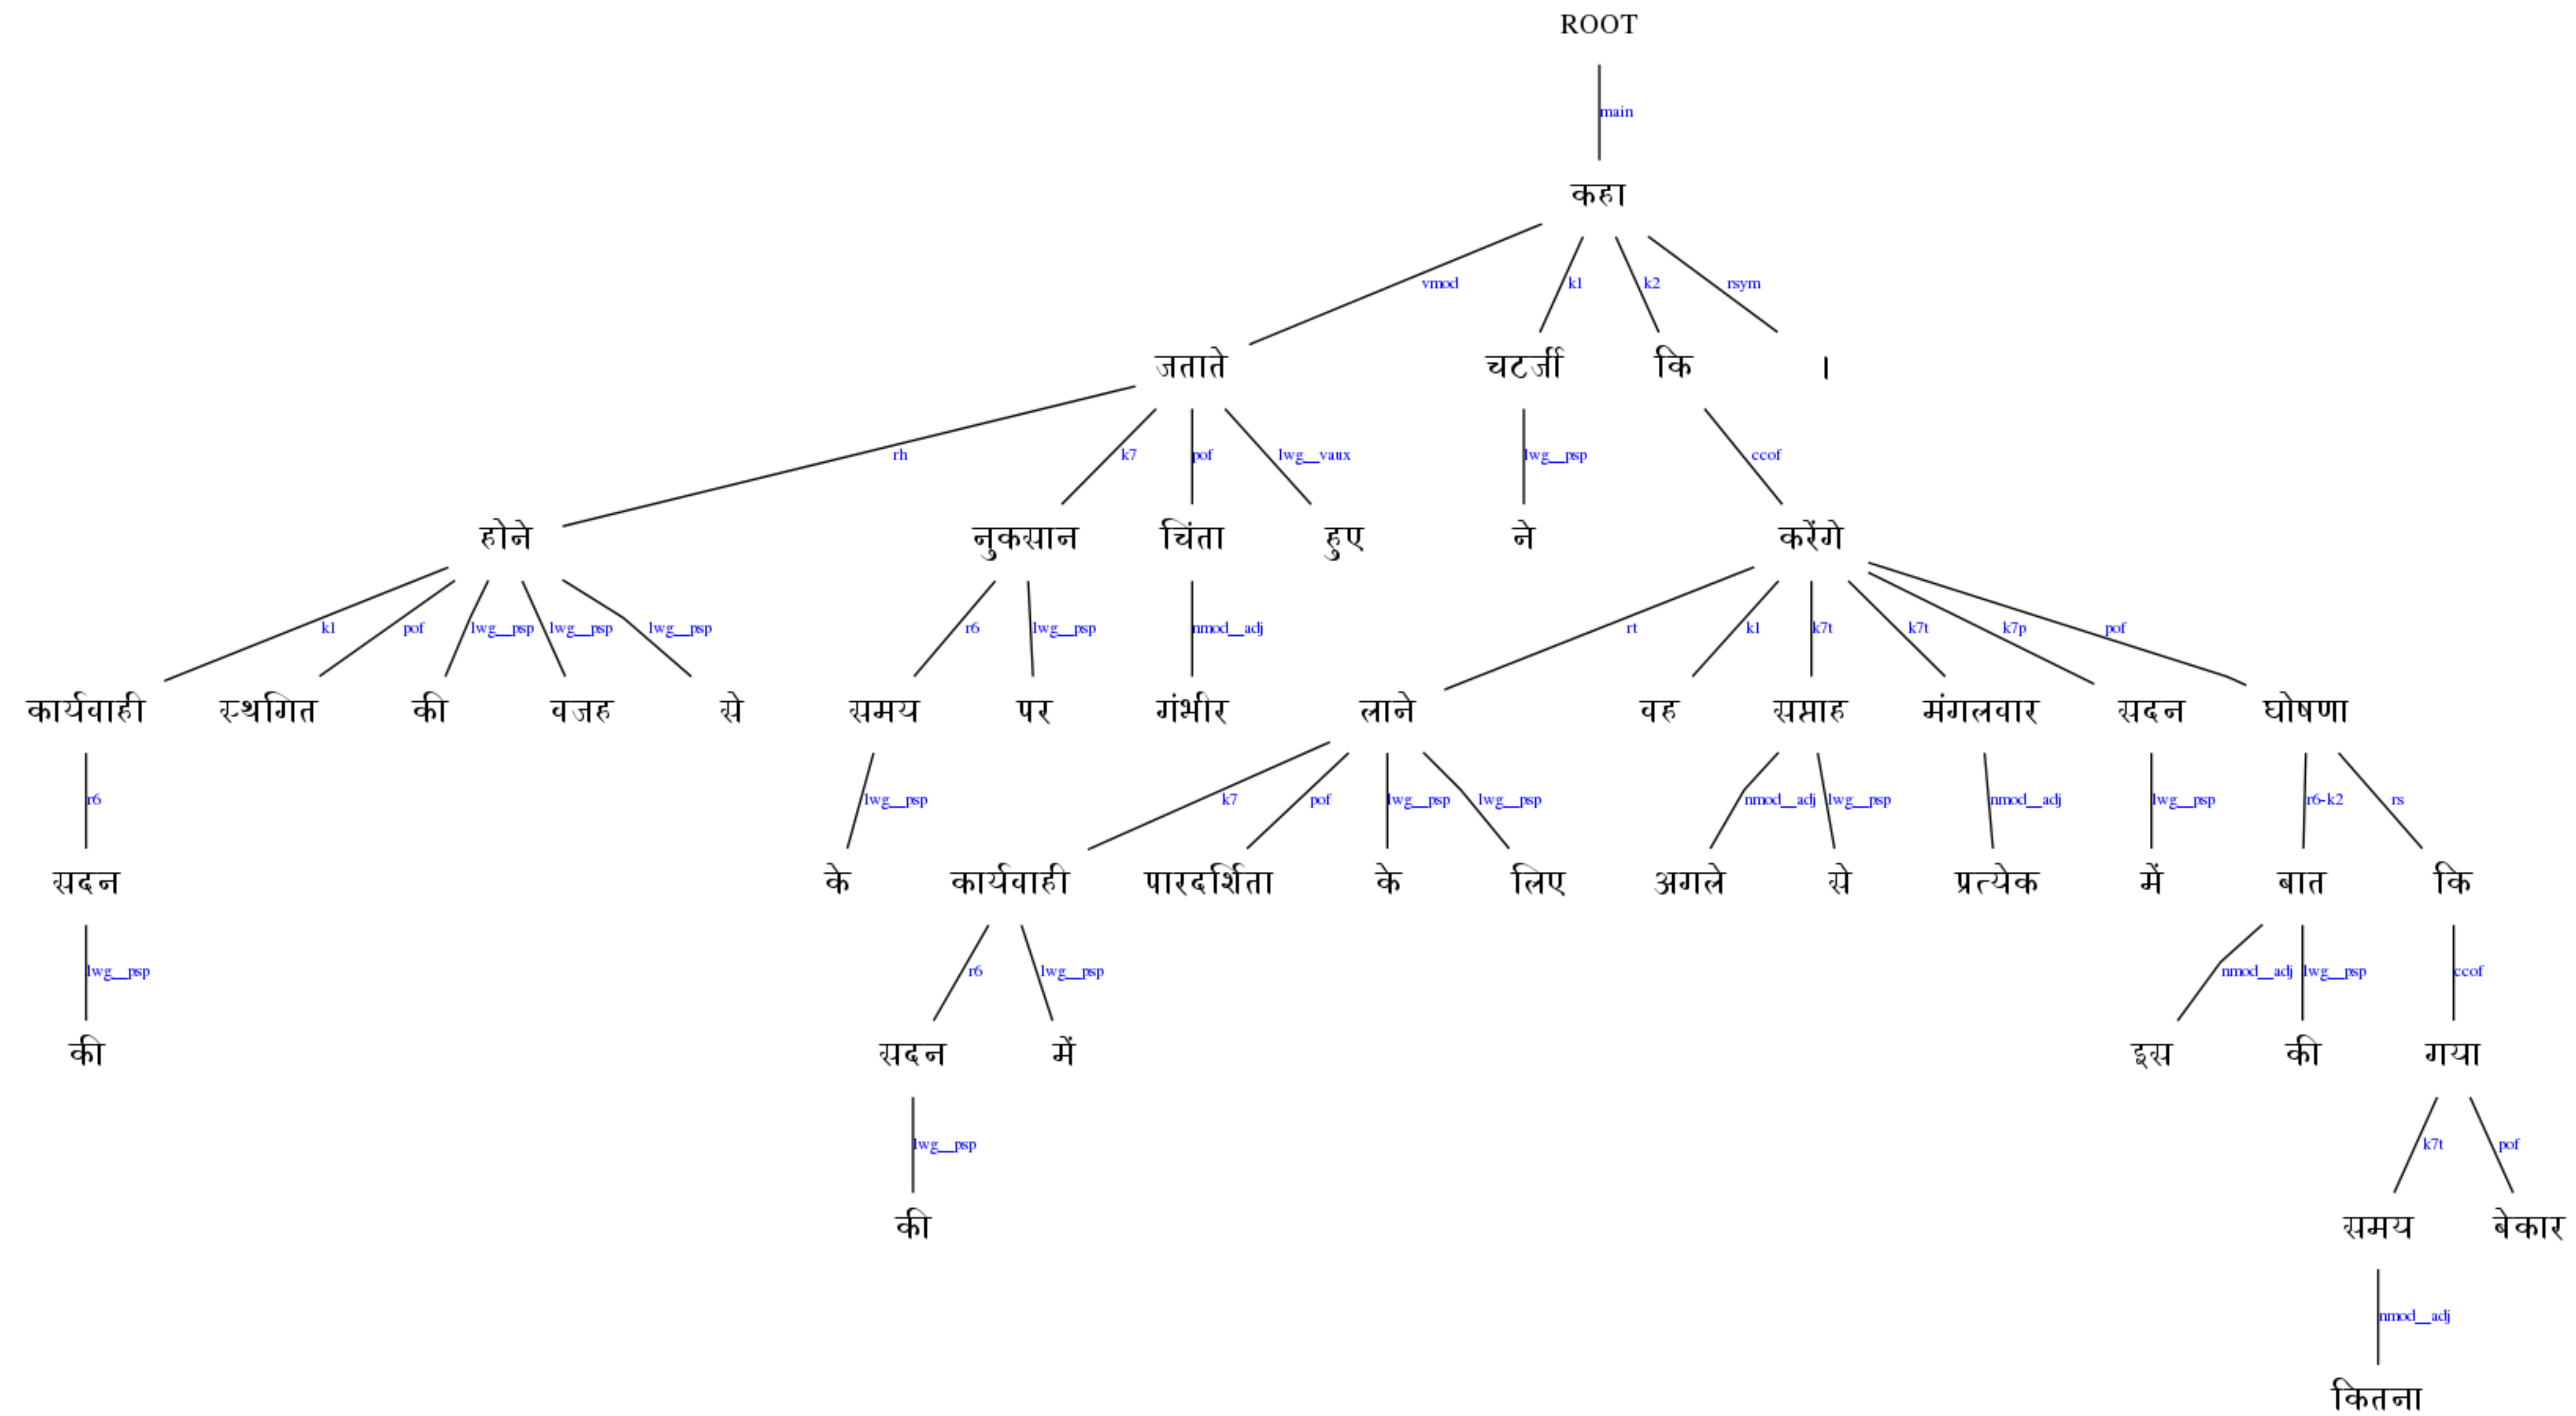 ROOT
main
कहा
vmod k1 k2 rsym
जताते चटर्जी कि ।
rh k7 pof lwg__vaux lwg__psp ccof
होने नुकसान चिंता हुए ने करेंगे
k1 pof lwg__psp lwg__psp lwg__psp r6 lwg__psp nmod__adj rt k1 k7t k7t k7p pof
कार्यवाही स्थगित की वजह से समय पर गंभीर लाने वह सप्ताह मंगलवार सदन घोषणा
r6 lwg__psp k7 pof lwg__psp lwg__psp nmod__adj lwg__psp nmod__adj lwg__psp r6-k2 rs
सदन के कार्यवाही पारदर्शिता के लिए अगले से प्रत्येक में बात कि
lwg__psp r6 lwg__psp nmod__adj lwg__psp ccof
की सदन में इस की गया
lwg__psp k7t pof
की समय बेकार
nmod__adj
कितना